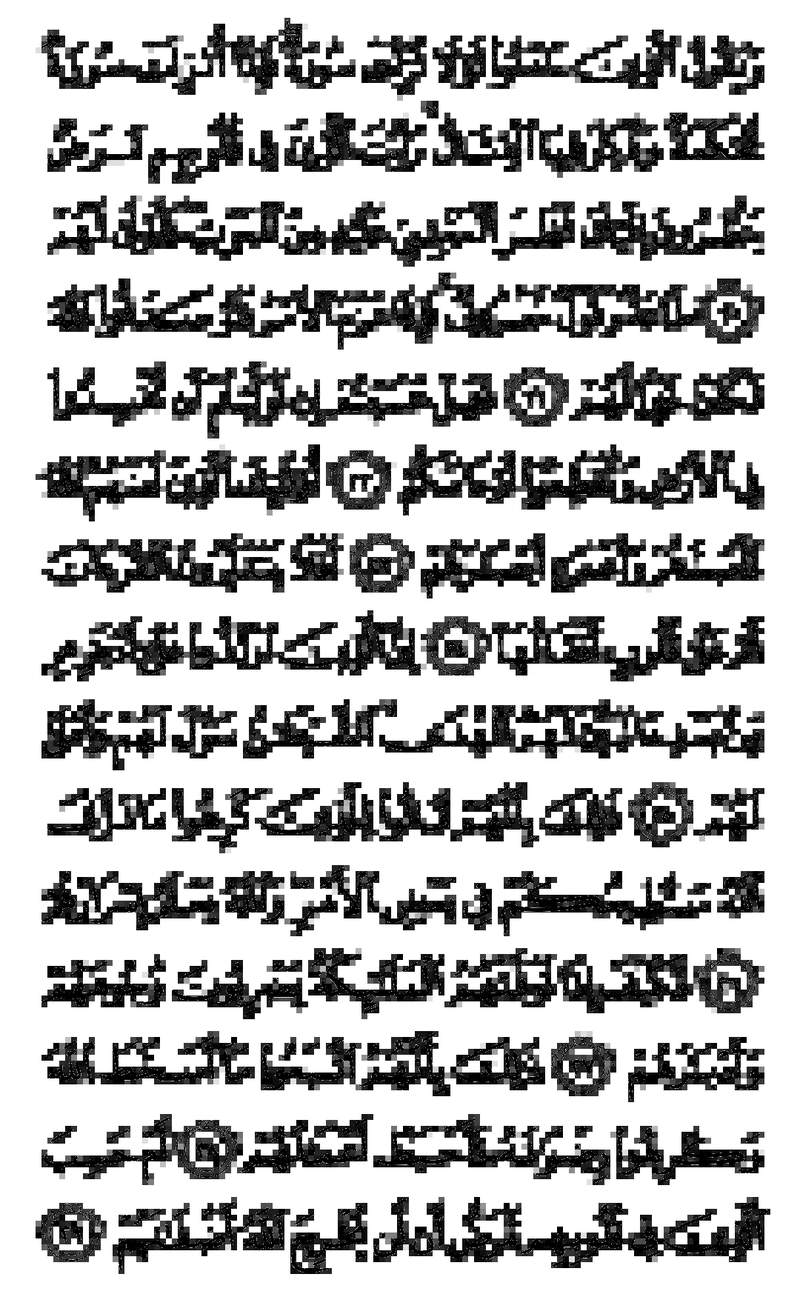 وَيَقُولُ الَّذِينَ آمَنُوا لَوْلَا نُزِّلَتْ سُورَةٌ فَإِذَا أُنزِلَتْ سُورَةٌ
مُّحْكَمَةٌ وَذُكِرَ فِيهَا الْقِتَالُ رَأَيْتَ الَّذِينَ فِي قُلُوبِهِم مَّرَضٌ
يَنظُرُونَ إِلَيْكَ نَظَرَ الْمَغْشِيِّ عَلَيْهِ مِنَ الْمَوْتِ فَأَوْلَىٰ لَهُمْ
٢٠ طَاعَةٌ وَقَوْلٌ مَّعْرُوفٌ فَإِذَا عَزَمَ الْأَمْرُ فَلَوْ صَدَقُوا اللَّهَ
لَكَانَ خَيْرًا لَّهُمْ ٢١ فَهَلْ عَسَيْتُمْ إِن تَوَلَّيْتُمْ أَن تُفْسِدُوا
فِي الْأَرْضِ وَتُقَطِّعُوا أَرْحَامَكُمْ ٢٢ أُولَٰئِكَ الَّذِينَ لَعَنَهُمُ اللَّهُ
فَأَصَمَّهُمْ وَأَعْمَىٰ أَبْصَارَهُمْ ٢٣ أَفَلَا يَتَدَبَّرُونَ الْقُرْآنَ
أَمْ عَلَىٰ قُلُوبٍ أَقْفَالُهَا ٢٤ إِنَّ الَّذِينَ ارْتَدُّوا عَلَىٰ أَدْبَارِهِم
مِّن بَعْدِ مَا تَبَيَّنَ لَهُمُ الْهُدَى الشَّيْطَانُ سَوَّلَ لَهُمْ وَأَمْلَىٰ
لَهُمْ ٢٥ ذَٰلِكَ بِأَنَّهُمْ قَالُوا لِلَّذِينَ كَرِهُوا مَا نَزَّلَ
اللَّهُ سَنُطِيعُكُمْ فِي بَعْضِ الْأَمْرِ وَاللَّهُ يَعْلَمُ إِسْرَارَهُمْ
٢٦ فَكَيْفَ إِذَا تَوَفَّتْهُمُ الْمَلَائِكَةُ يَضْرِبُونَ وُجُوهَهُمْ
وَأَدْبَارَهُمْ ٢٧ ذَٰلِكَ بِأَنَّهُمُ اتَّبَعُوا مَا أَسْخَطَ اللَّهَ
وَكَرِهُوا رِضْوَانَهُ فَأَحْبَطَ أَعْمَالَهُمْ ٢٨ أَمْ حَسِبَ
الَّذِينَ فِي قُلُوبِهِم مَّرَضٌ أَن لَّن يُخْرِجَ اللَّهُ أَضْغَانَهُمْ ٢٩